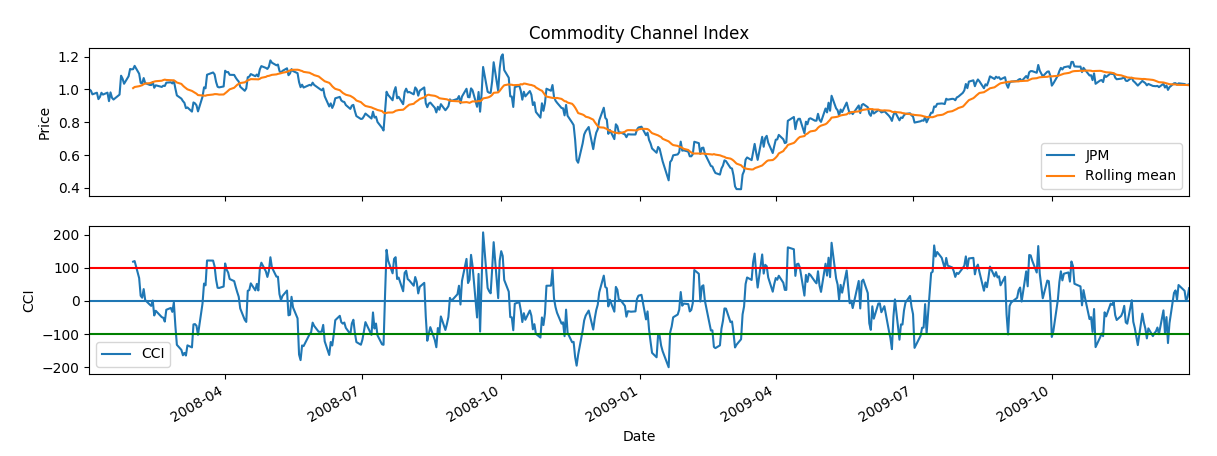 Commodity Channel Index
Price
1.2
1.0
0.8
0.6
0.4
JPM
Rolling mean
CCI
200
100
0
−100
−200
CCI
2008-04
2008-07
2008-10
2009-01
2009-04
2009-07
2009-10
Date